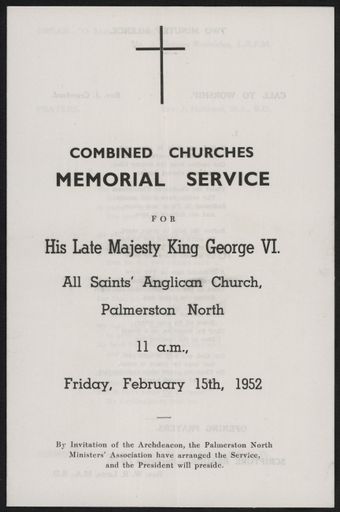 COMBINED CHURCHES
MEMORIAL SERVICE
FOR
His Late Majesty King George VI.
All Saints' Anglican Church,
Palmerston North
11 a.m.,
Friday, February 15th, 1952
By Invitation of the Archdeacon, the Palmerston North
Ministers' Association have arranged the Service,
and the President will preside.